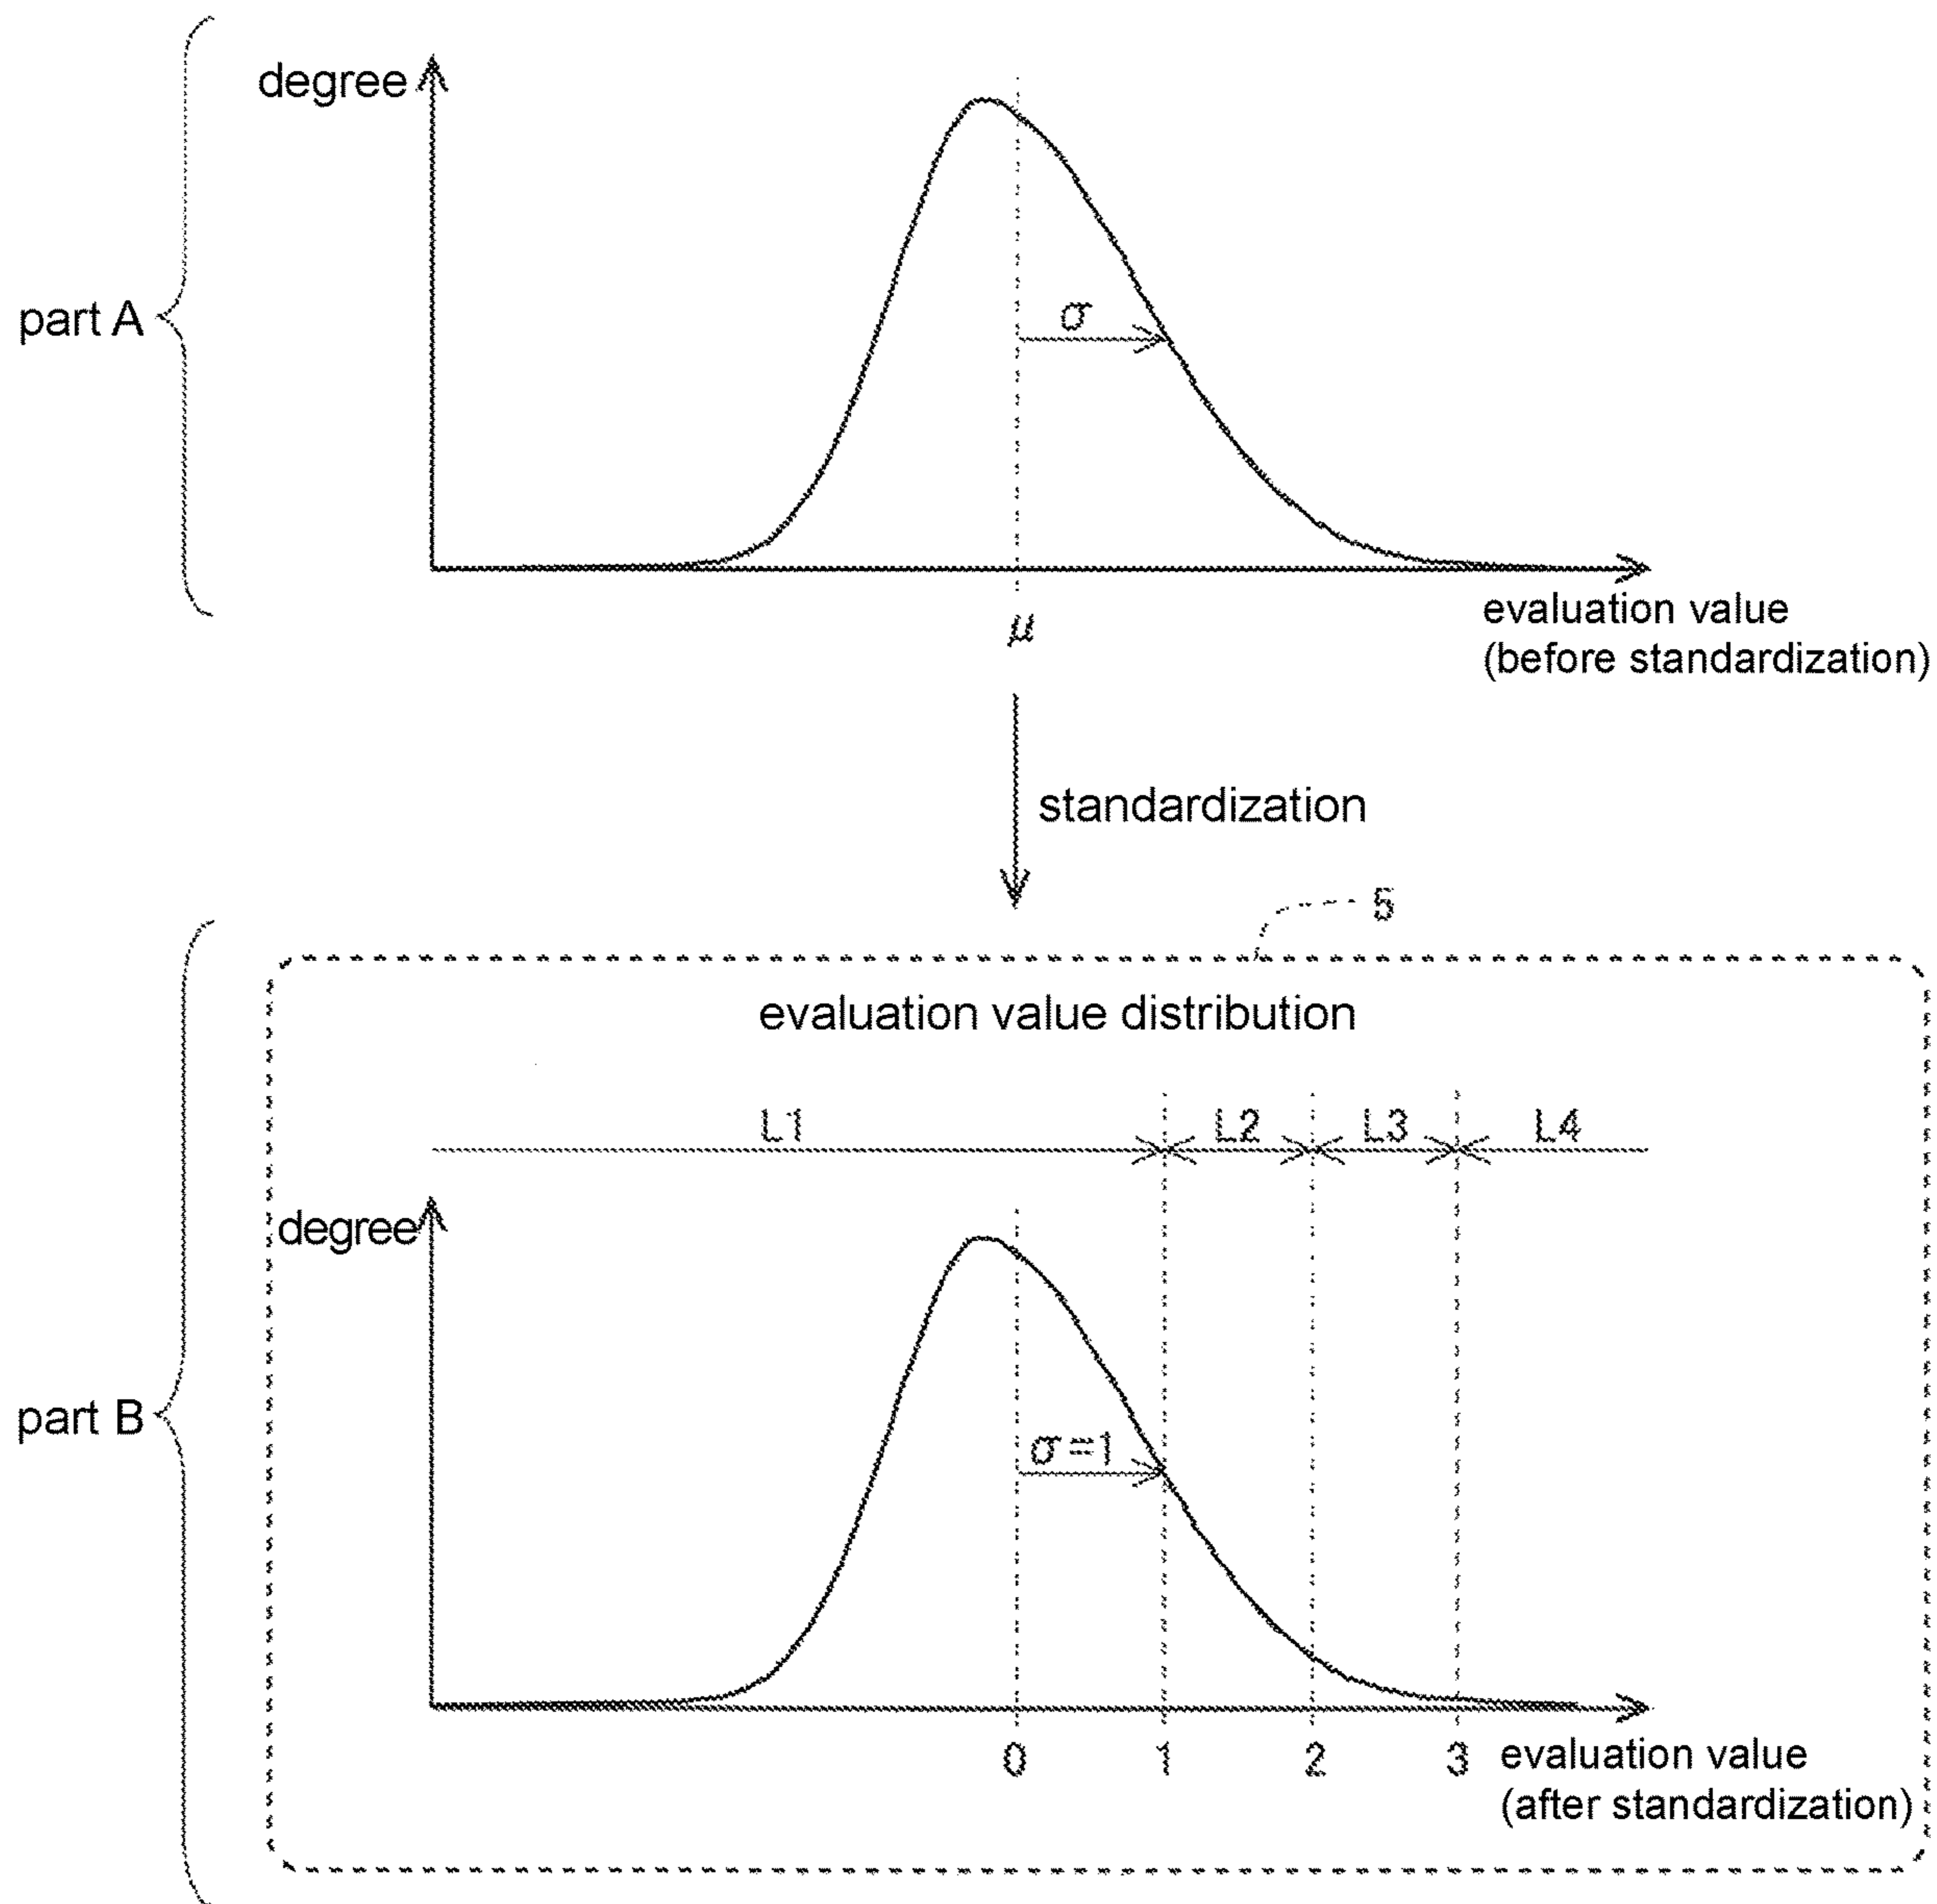 degree
part A
σ
μ
evaluation value
(before standardization)
standardization
5
evaluation value distribution
L1 L2 L3 L4
degree
part B
σ=1
0 1 2 3
evaluation value
(after standardization)